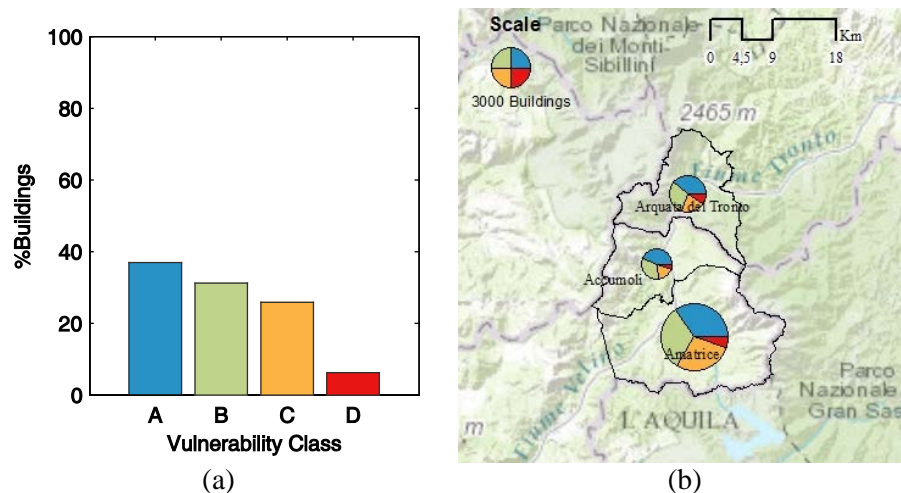 100
80
60
40
20
0
%Buildings
A B C D
Vulnerability Class
(a)
Scale
3000 Buildings
Parco Nazionale
dei Monti
Sibillini
Km
0 4,5 9 18
2465 m
Fiume Tronto
Arquata del Tronto
Accumoli
Amatrice
Fiume Velino
L'AQUILA
m
Parco
Nazionale
Gran Sas
(b)